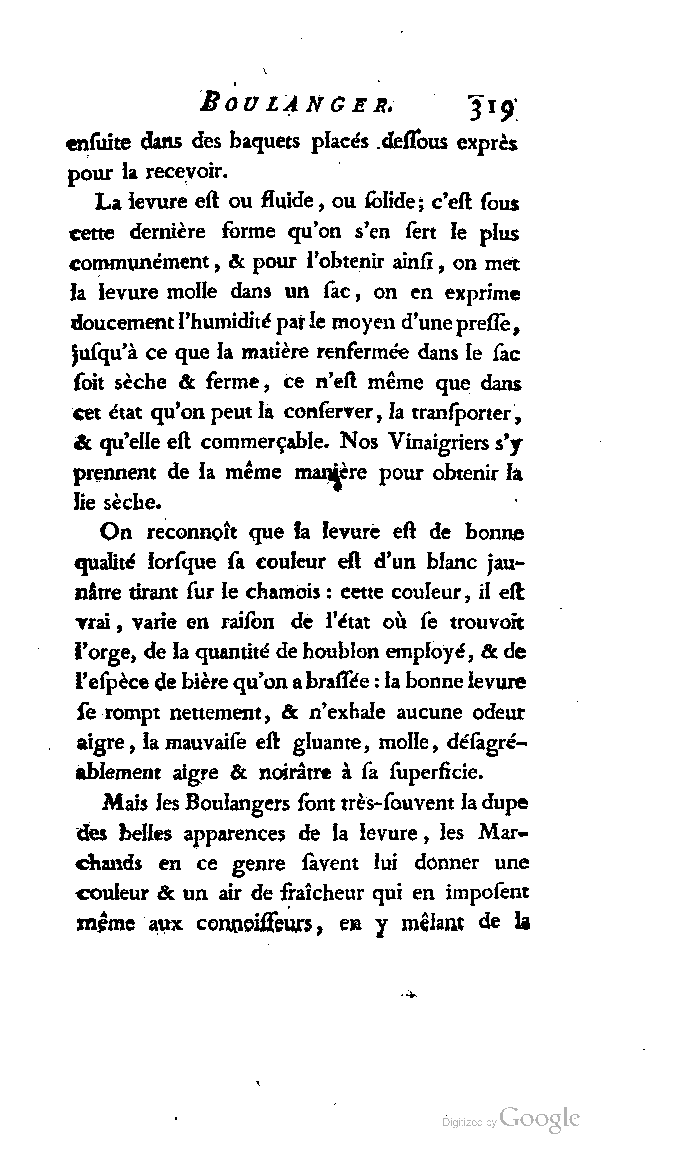 BOULANGER. 319
enſuite dans des baquets placés deſſous exprès
pour la recevoir.
La levure eſt ou fluide, ou ſolide; c'eſt ſous
cette dernière forme qu'on s'en ſert le plus
communément, & pour l'obtenir ainſi, on met
la levure molle dans un ſac, on en exprime
doucement l'humidité par le moyen d'une preſſe,
juſqu'à ce que la matière renfermée dans le ſac
ſoit sèche & ferme, ce n'eſt même que dans
cet état qu'on peut la conſerver, la tranſporter,
& qu'elle eſt commerçable. Nos Vinaigriers s'y
prennent de la même manière pour obtenir la
lie sèche.
On reconnoît que la levure eſt de bonne
qualité lorſque ſa couleur eſt d'un blanc jau-
nâtre tirant ſur le chamois : cette couleur, il eſt
vrai, varie en raiſon de l'état où ſe trouvoit
l'orge, de la quantité de houblon employé, & de
l'eſpèce de bière qu'on a braſſée : la bonne levure
ſe rompt nettement, & n'exhale aucune odeur
aigre, la mauvaiſe eſt gluante, molle, déſagré-
ablement aigre & noirâtre à ſa ſuperficie.
Mais les Boulangers ſont très-ſouvent la dupe
des belles apparences de la levure, les Mar-
chands en ce genre ſavent lui donner une
couleur & un air de fraîcheur qui en impoſent
même aux connoiſſeurs, en y mêlant de la
Digitized by Google